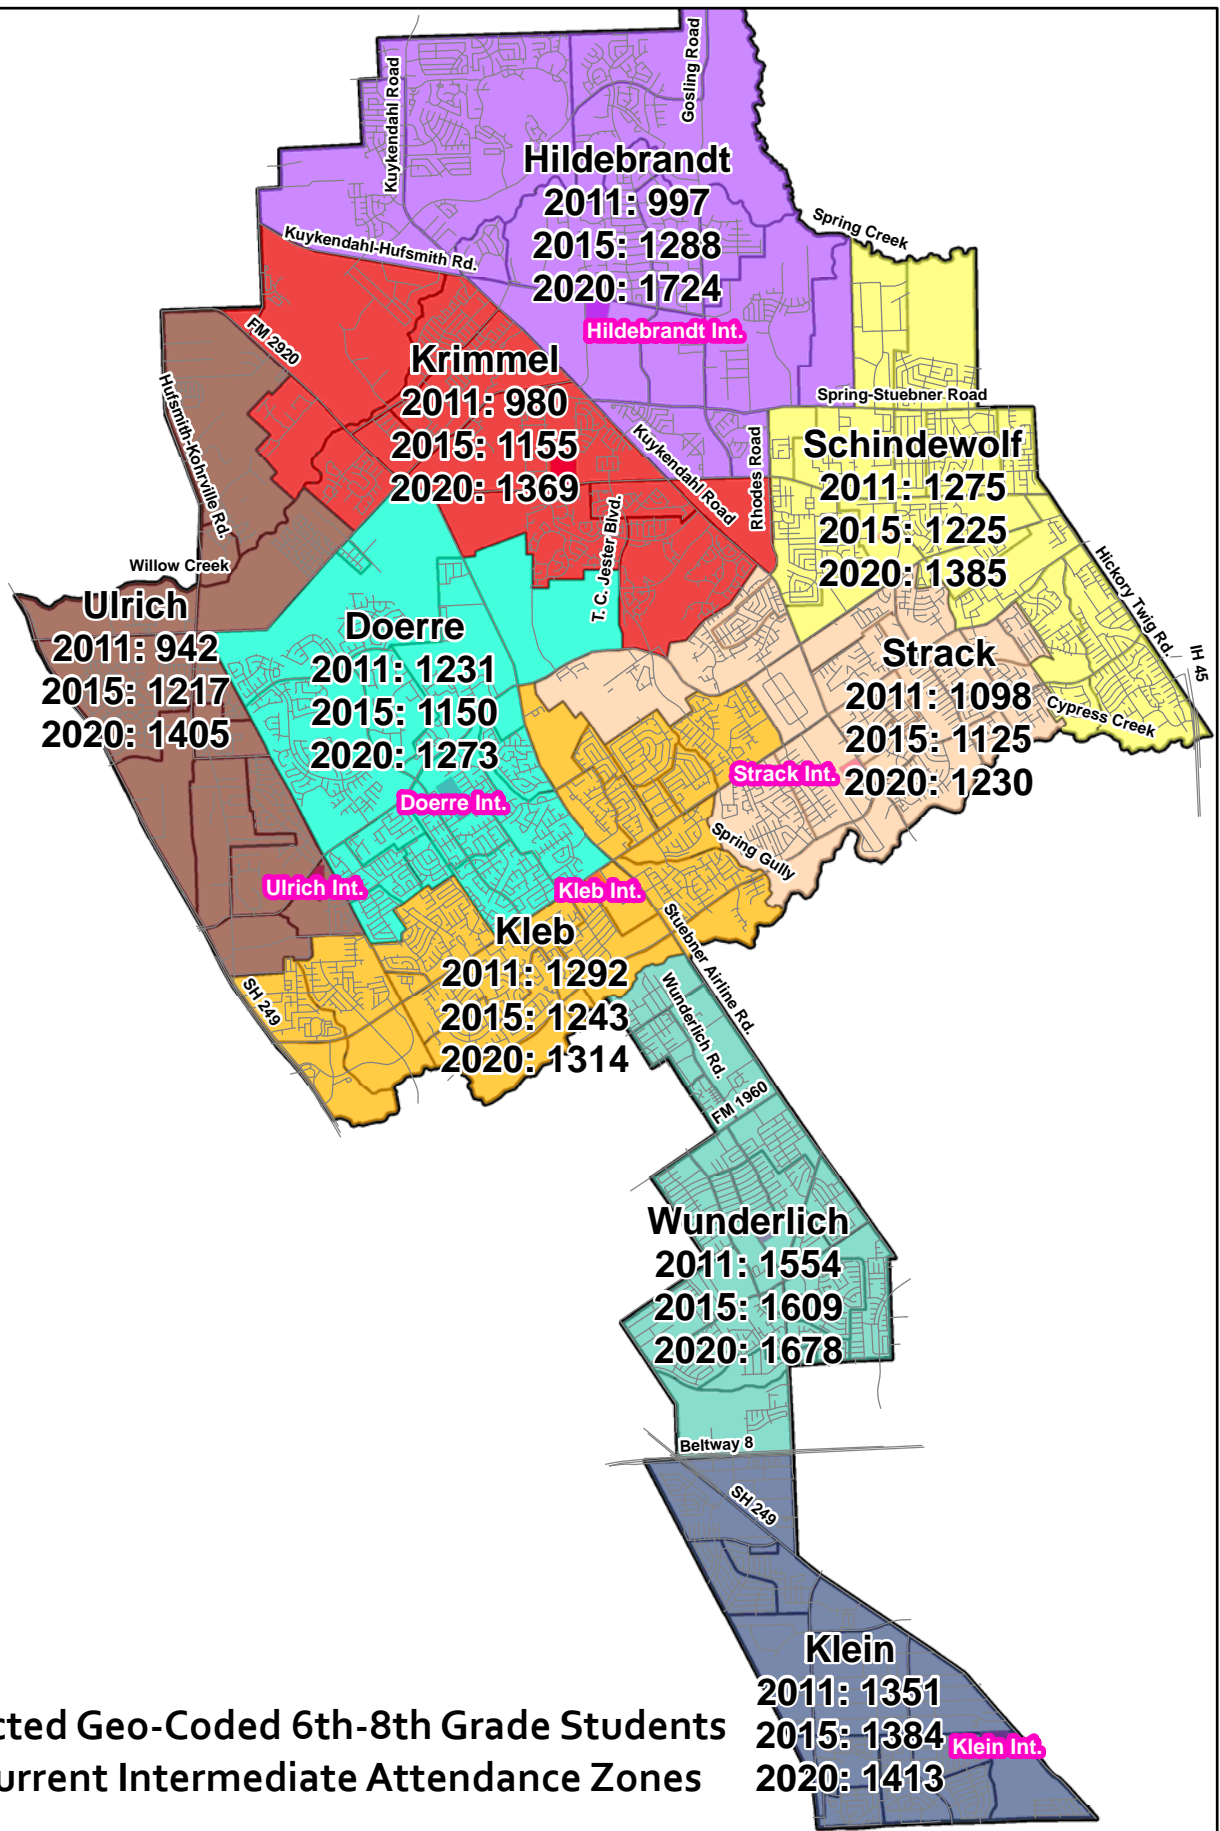 Kuykendahl Road
Gosling Road
Hildebrandt
2011: 997
2015: 1288
2020: 1724
Hildebrandt Int.
Spring Creek
Kuykendahl-Hufsmith Rd.
FM 2920
Krimmel
2011: 980
2015: 1155
2020: 1369
Hufsmith-Kohrville Rd.
Kuykendahl Road
Rhodes Road
T. C. Jester Blvd.
Spring-Stuebner Road
Schindewolf
2011: 1275
2015: 1225
2020: 1385
Hickory Twig Rd.
IH 45
Willow Creek
Ulrich
2011: 942
2015: 1217
2020: 1405
Doerre
2011: 1231
2015: 1150
2020: 1273
Doerre Int.
Strack
2011: 1098
2015: 1125
2020: 1230
Strack Int.
Cypress Creek
Spring Gully
Ulrich Int.
Kleb Int.
Kleb
2011: 1292
2015: 1243
2020: 1314
SH 249
Stuebner Airline Rd.
Wunderlich Rd.
FM 1960
Wunderlich
2011: 1554
2015: 1609
2020: 1678
Beltway 8
SH 249
Klein
2011: 1351
2015: 1384
2020: 1413
Klein Int.
cted Geo-Coded 6th-8th Grade Students
urrent Intermediate Attendance Zones